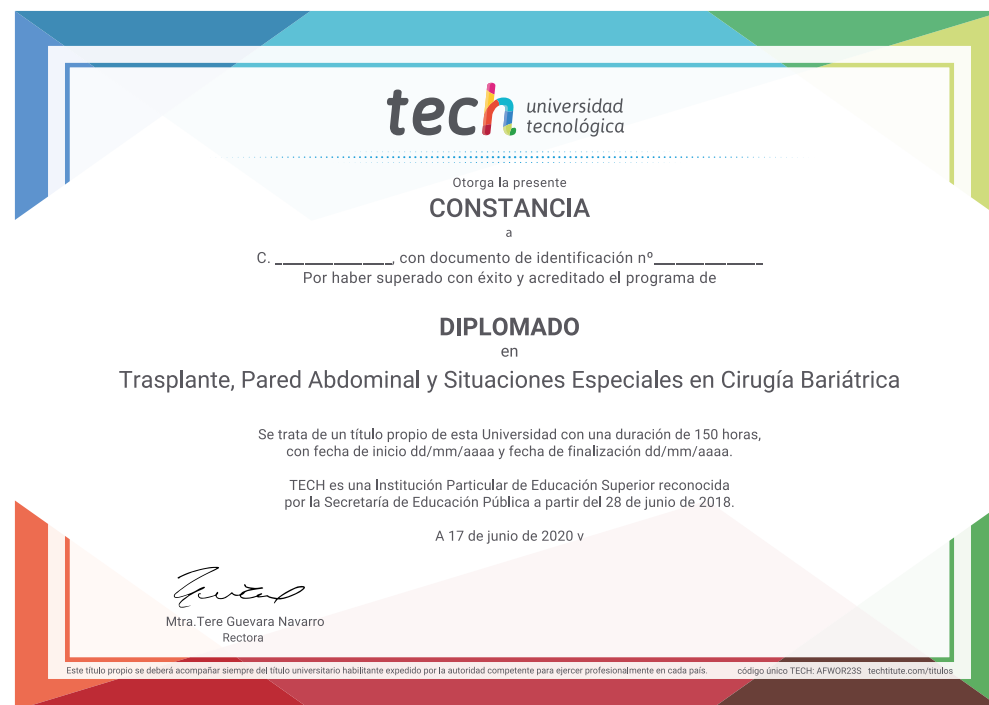 tech universidad
tecnológica
Otorga la presente
CONSTANCIA
a
C. ______________, con documento de identificación nº_____________
Por haber superado con éxito y acreditado el programa de
DIPLOMADO
en
Trasplante, Pared Abdominal y Situaciones Especiales en Cirugía Bariátrica
Se trata de un título propio de esta Universidad con una duración de 150 horas,
con fecha de inicio dd/mm/aaaa y fecha de finalización dd/mm/aaaa.
TECH es una Institución Particular de Educación Superior reconocida
por la Secretaría de Educación Pública a partir del 28 de junio de 2018.
A 17 de junio de 2020 v
Mtra.Tere Guevara Navarro
Rectora
Este título propio se deberá acompañar siempre del título universitario habilitante expedido por la autoridad competente para ejercer profesionalmente en cada país. código único TECH: AFWOR23S techtitute.com/titulos